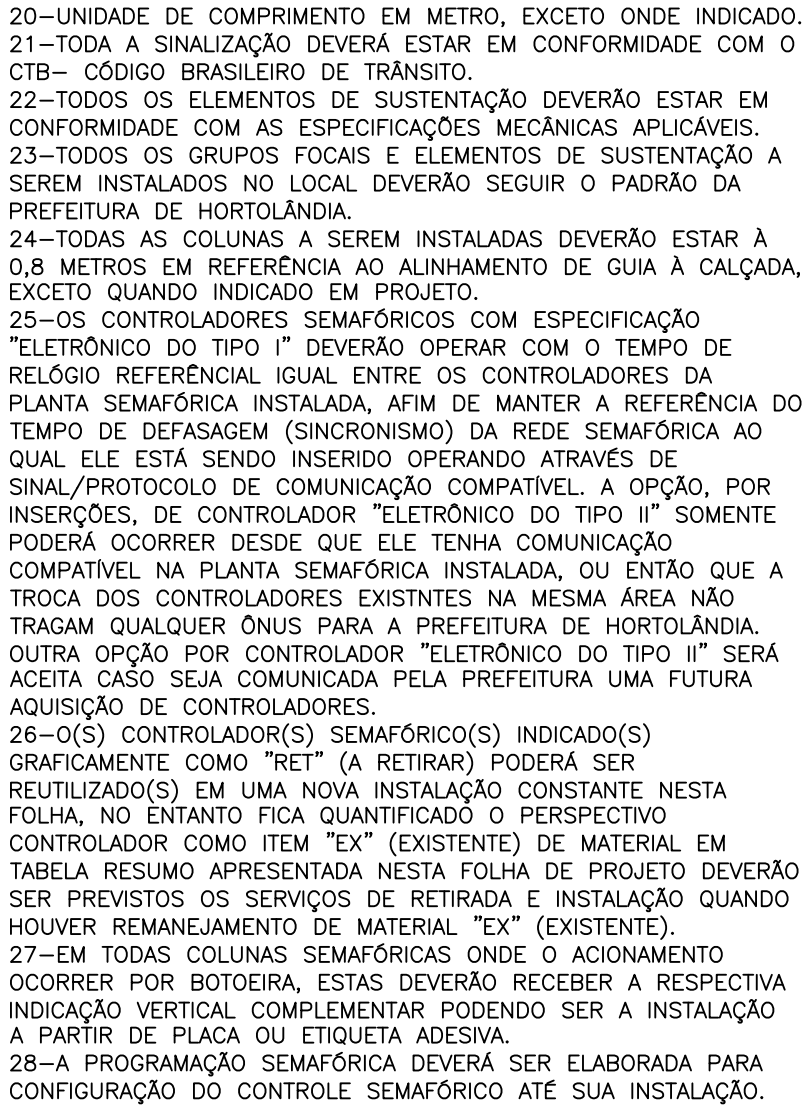 20-UNIDADE DE COMPRIMENTO EM METRO, EXCETO ONDE INDICADO.
21-TODA A SINALIZAÇÃO DEVERÁ ESTAR EM CONFORMIDADE COM O
CTB- CÓDIGO BRASILEIRO DE TRÂNSITO.
22-TODOS OS ELEMENTOS DE SUSTENTAÇÃO DEVERÃO ESTAR EM
CONFORMIDADE COM AS ESPECIFICAÇÕES MECÂNICAS APLICÁVEIS.
23-TODOS OS GRUPOS FOCAIS E ELEMENTOS DE SUSTENTAÇÃO A
SEREM INSTALADOS NO LOCAL DEVERÃO SEGUIR O PADRÃO DA
PREFEITURA DE HORTOLÂNDIA.
24-TODAS AS COLUNAS A SEREM INSTALADAS DEVERÃO ESTAR À
0,8 METROS EM REFERÊNCIA AO ALINHAMENTO DE GUIA À CALÇADA,
EXCETO QUANDO INDICADO EM PROJETO.
25-OS CONTROLADORES SEMAFÓRICOS COM ESPECIFICAÇÃO
"ELETRÔNICO DO TIPO I" DEVERÃO OPERAR COM O TEMPO DE
RELÓGIO REFERÊNCIAL IGUAL ENTRE OS CONTROLADORES DA
PLANTA SEMAFÓRICA INSTALADA, AFIM DE MANTER A REFERÊNCIA DO
TEMPO DE DEFASAGEM (SINCRONISMO) DA REDE SEMAFÓRICA AO
QUAL ELE ESTÁ SENDO INSERIDO OPERANDO ATRAVÉS DE
SINAL/PROTOCOLO DE COMUNICAÇÃO COMPATÍVEL. A OPÇÃO, POR
INSERÇÕES, DE CONTROLADOR "ELETRÔNICO DO TIPO II" SOMENTE
PODERÁ OCORRER DESDE QUE ELE TENHA COMUNICAÇÃO
COMPATÍVEL NA PLANTA SEMAFÓRICA INSTALADA, OU ENTÃO QUE A
TROCA DOS CONTROLADORES EXISTNTES NA MESMA ÁREA NÃO
TRAGAM QUALQUER ÔNUS PARA A PREFEITURA DE HORTOLÂNDIA.
OUTRA OPÇÃO POR CONTROLADOR "ELETRÔNICO DO TIPO II" SERÁ
ACEITA CASO SEJA COMUNICADA PELA PREFEITURA UMA FUTURA
AQUISIÇÃO DE CONTROLADORES.
26-O(S) CONTROLADOR(S) SEMAFÓRICO(S) INDICADO(S)
GRAFICAMENTE COMO "RET" (A RETIRAR) PODERÁ SER
REUTILIZADO(S) EM UMA NOVA INSTALAÇÃO CONSTANTE NESTA
FOLHA, NO ENTANTO FICA QUANTIFICADO O PERSPECTIVO
CONTROLADOR COMO ITEM "EX" (EXISTENTE) DE MATERIAL EM
TABELA RESUMO APRESENTADA NESTA FOLHA DE PROJETO DEVERÃO
SER PREVISTOS OS SERVIÇOS DE RETIRADA E INSTALAÇÃO QUANDO
HOUVER REMANEJAMENTO DE MATERIAL "EX" (EXISTENTE).
27-EM TODAS COLUNAS SEMAFÓRICAS ONDE O ACIONAMENTO
OCORRER POR BOTOEIRA, ESTAS DEVERÃO RECEBER A RESPECTIVA
INDICAÇÃO VERTICAL COMPLEMENTAR PODENDO SER A INSTALAÇÃO
A PARTIR DE PLACA OU ETIQUETA ADESIVA.
28-A PROGRAMAÇÃO SEMAFÓRICA DEVERÁ SER ELABORADA PARA
CONFIGURAÇÃO DO CONTROLE SEMAFÓRICO ATÉ SUA INSTALAÇÃO.